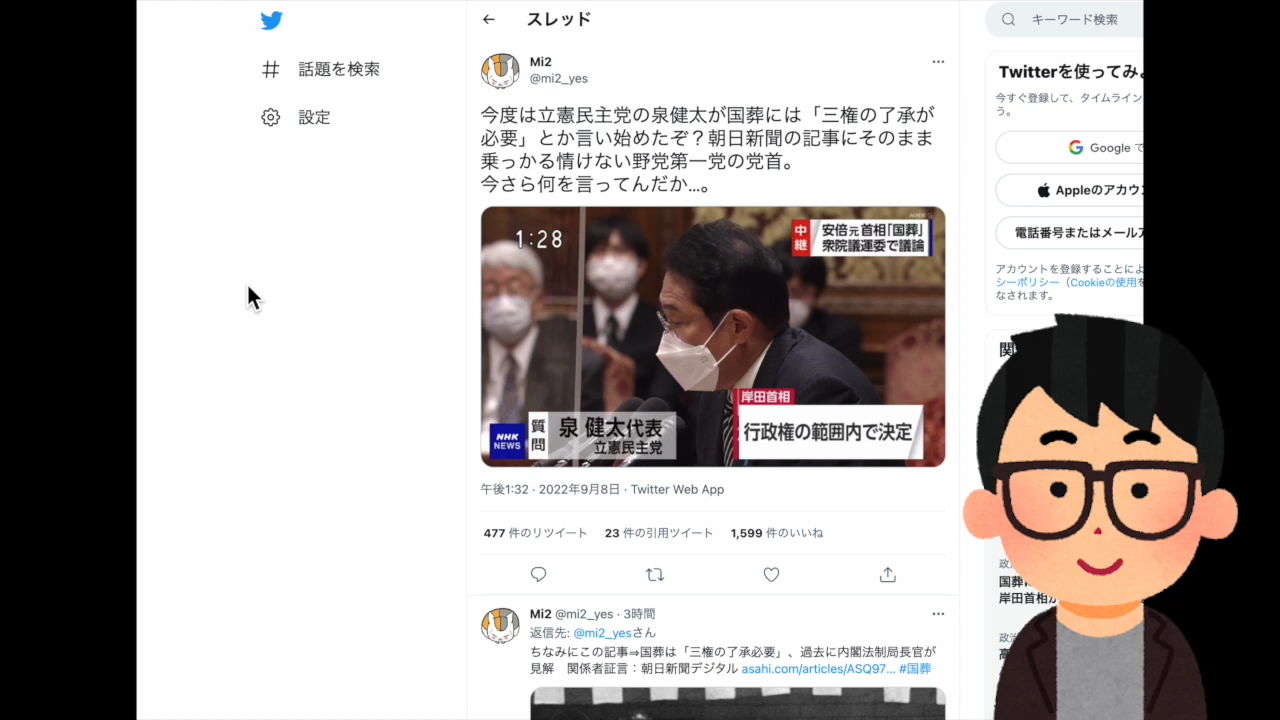 話題を検索
設定
スレッド
Mi2
@mi2_yes
今度は立憲民主党の泉健太が国葬には「三権の了承が
必要」とか言い始めたぞ？朝日新聞の記事にそのまま
乗っかる情けない野党第一党の党首。
今さら何を言ってんだか…。
1:28
中継
安倍元首相「国葬」
衆院議運委で議論
岸田首相
行政権の範囲内で決定
NHK
NEWS
質問
泉 健太代表
立憲民主党
午後1:32 · 2022年9月8日 · Twitter Web App
477 件のリツイート 23 件の引用ツイート 1,599 件のいいね
Mi2 @mi2_yes · 3時間
返信先: @mi2_yesさん
ちなみにこの記事⇒国葬は「三権の了承必要」、過去に内閣法制局長官が
見解 関係者証言：朝日新聞デジタル asahi.com/articles/ASQ97... #国葬
キーワード検索
Twitterを使ってみ
今すぐ登録して、タイムライン
う。
Google で
Appleのアカウ
電話番号またはメール
アカウントを登録することによ
シーポリシー（Cookieの使用を
なされます。
関
政
国葬
岸田首相が
政治